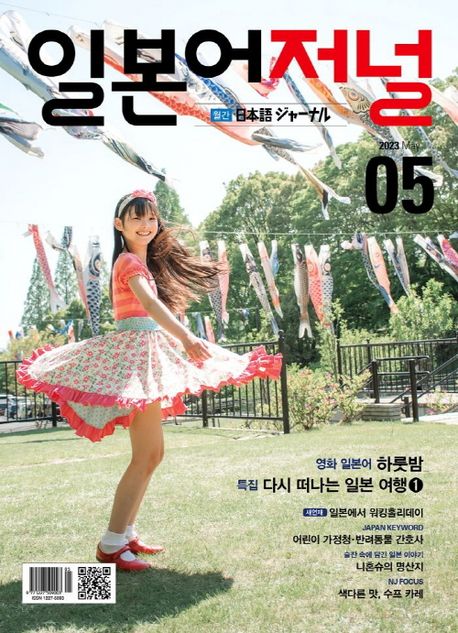 일본어저널
월간 日本語 ジャーナル
2023 May
05
영화 일본어 하룻밤
특집 다시 떠나는 일본 여행 1
새연재 일본에서 워킹홀리데이
JAPAN KEYWORD
어린이 가정청·반려동물 간호사
술잔 속에 담긴 일본 이야기
니혼슈의 명산지
NJ FOCUS
색다른 맛, 수프 카레